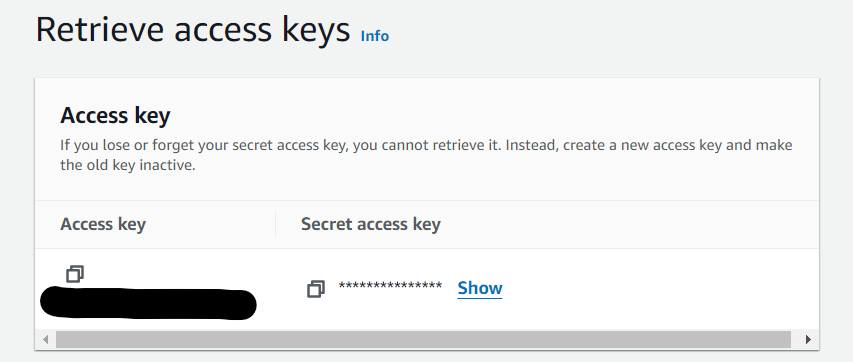 Retrieve access keys Info
Access key
If you lose or forget your secret access key, you cannot retrieve it. Instead, create a new access key and make
the old key inactive.
Access key Secret access key
*************** Show